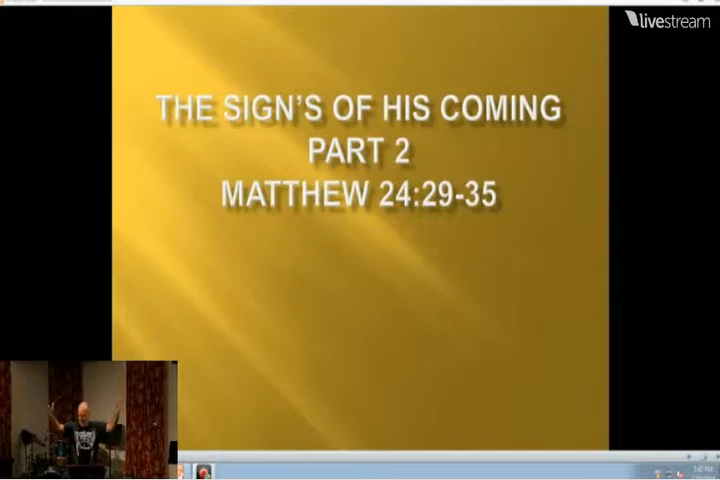 livestream
THE SIGN'S OF HIS COMING
PART 2
MATTHEW 24:29-35